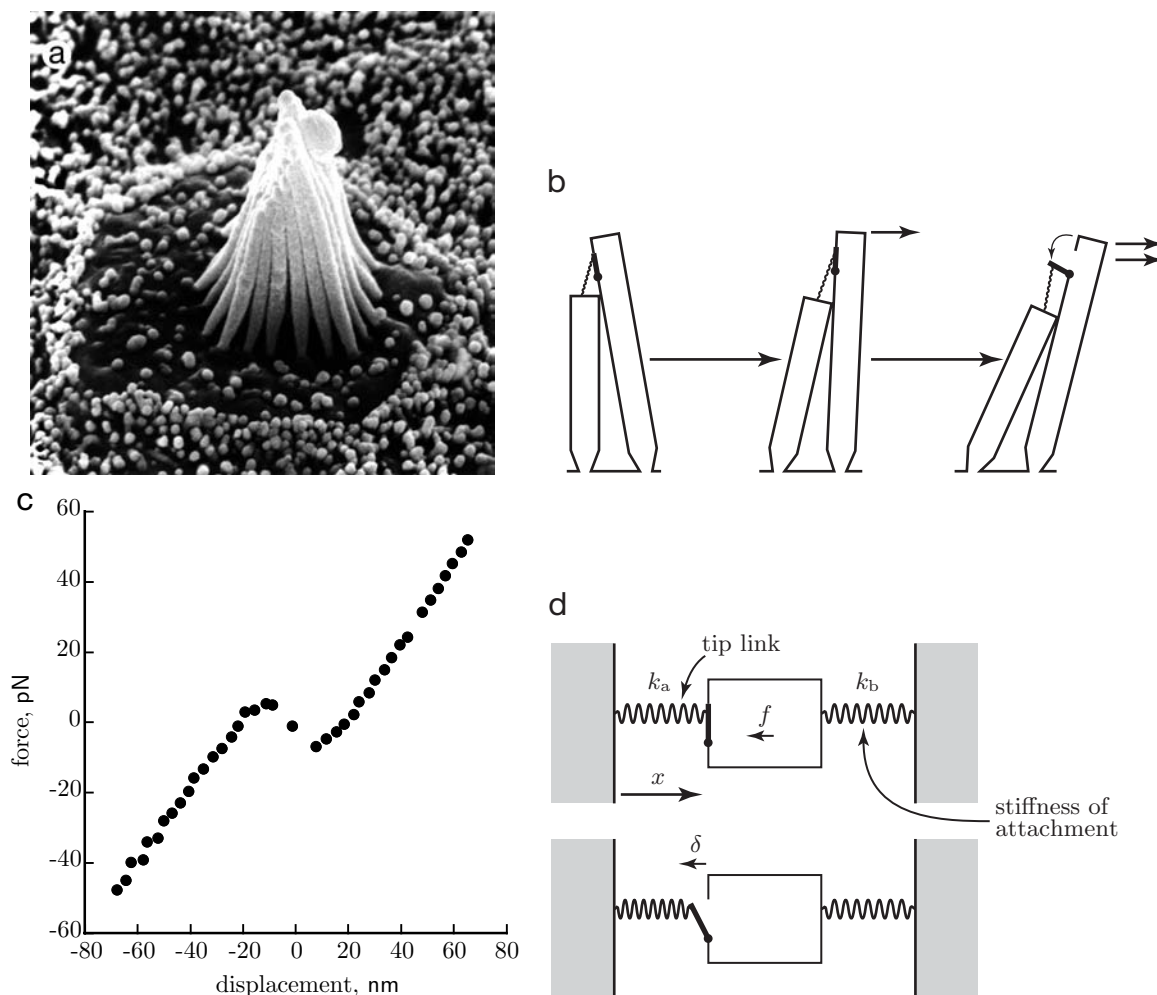 a
b
c
60
40
20
0
-20
-40
-60
-80
-60
-40
-20
0
20
40
60
80
force, pN
displacement, nm
d
tip link
k_a
k_b
f
x
stiffness of
attachment
δ